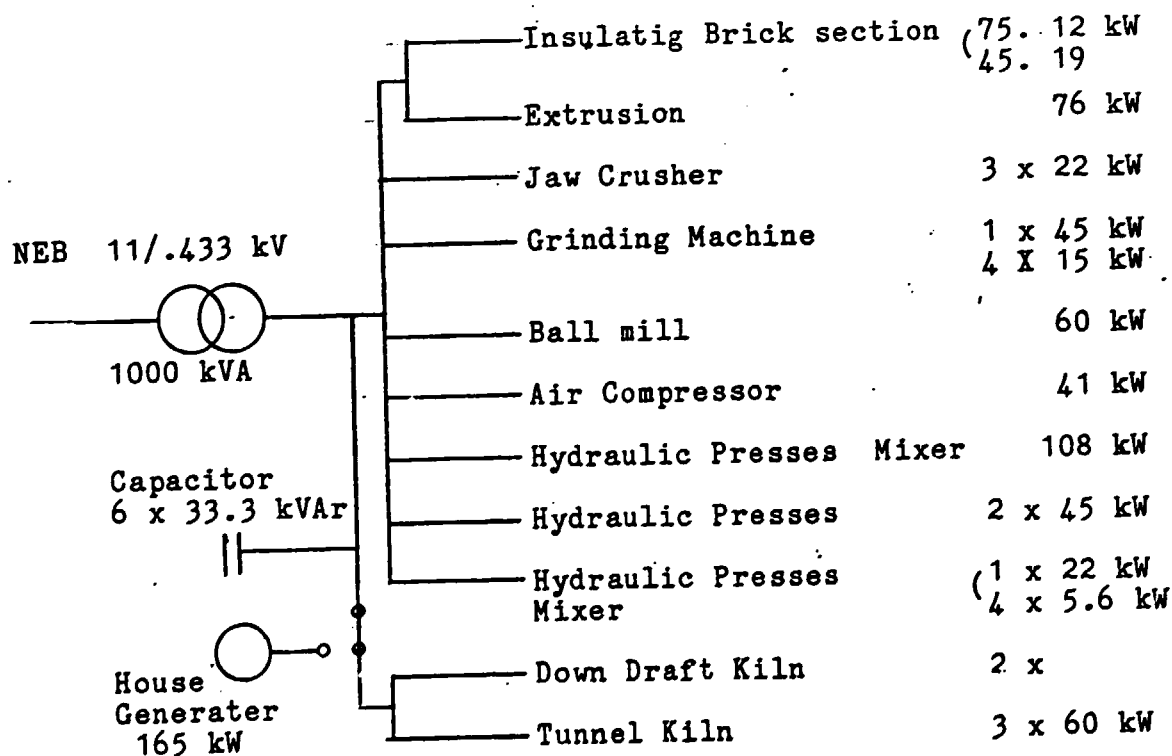 Insulatig Brick section (75. 12 kW
45. 19
Extrusion 76 kW
Jaw Crusher 3 x 22 kW
Grinding Machine 1 x 45 kW
4 X 15 kW
NEB 11/.433 kV
1000 kVA
Ball mill 60 kW
Air Compressor 41 kW
Hydraulic Presses Mixer 108 kW
Capacitor
6 x 33.3 kVAr
Hydraulic Presses 2 x 45 kW
Hydraulic Presses (1 x 22 kW
Mixer 4 x 5.6 kW
House
Generater
165 kW
Down Draft Kiln 2 x
Tunnel Kiln 3 x 60 kW